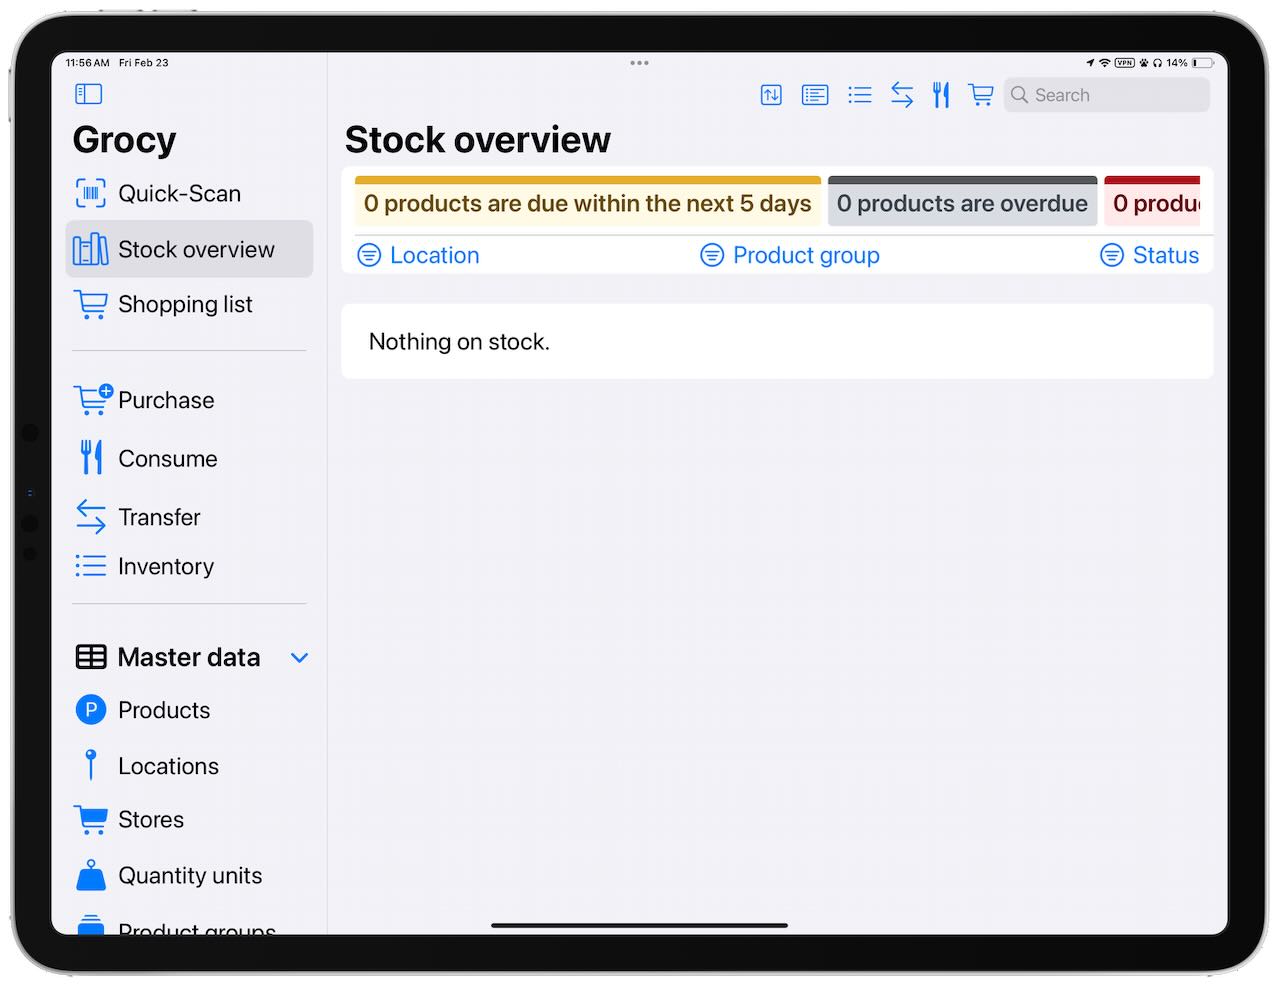 11:56 AM Fri Feb 23
VPN 14%
Grocy
Quick-Scan
Stock overview
Shopping list
Purchase
Consume
Transfer
Inventory
Master data
P Products
Locations
Stores
Quantity units
Product groups
Search
Stock overview
0 products are due within the next 5 days
0 products are overdue
0 produ
Location
Product group
Status
Nothing on stock.